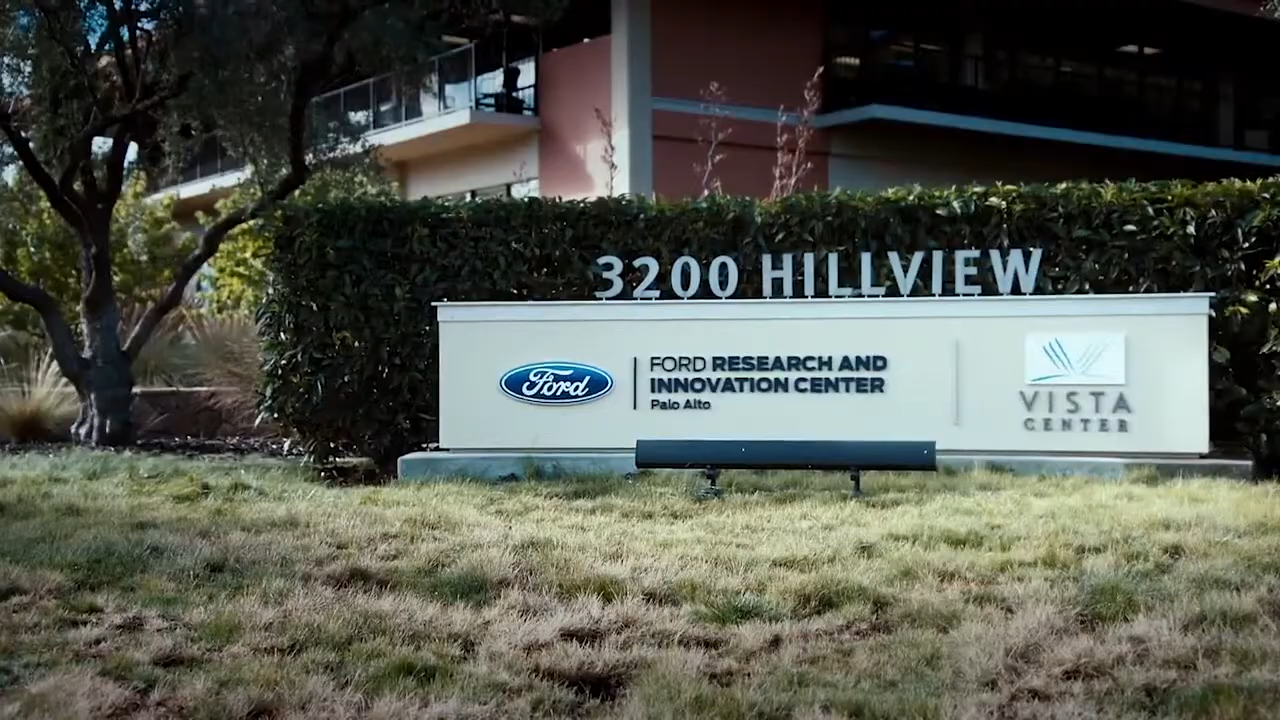 3200 HILLVIEW
Ford
FORD RESEARCH AND
INNOVATION CENTER
Palo Alto
VISTA
CENTER